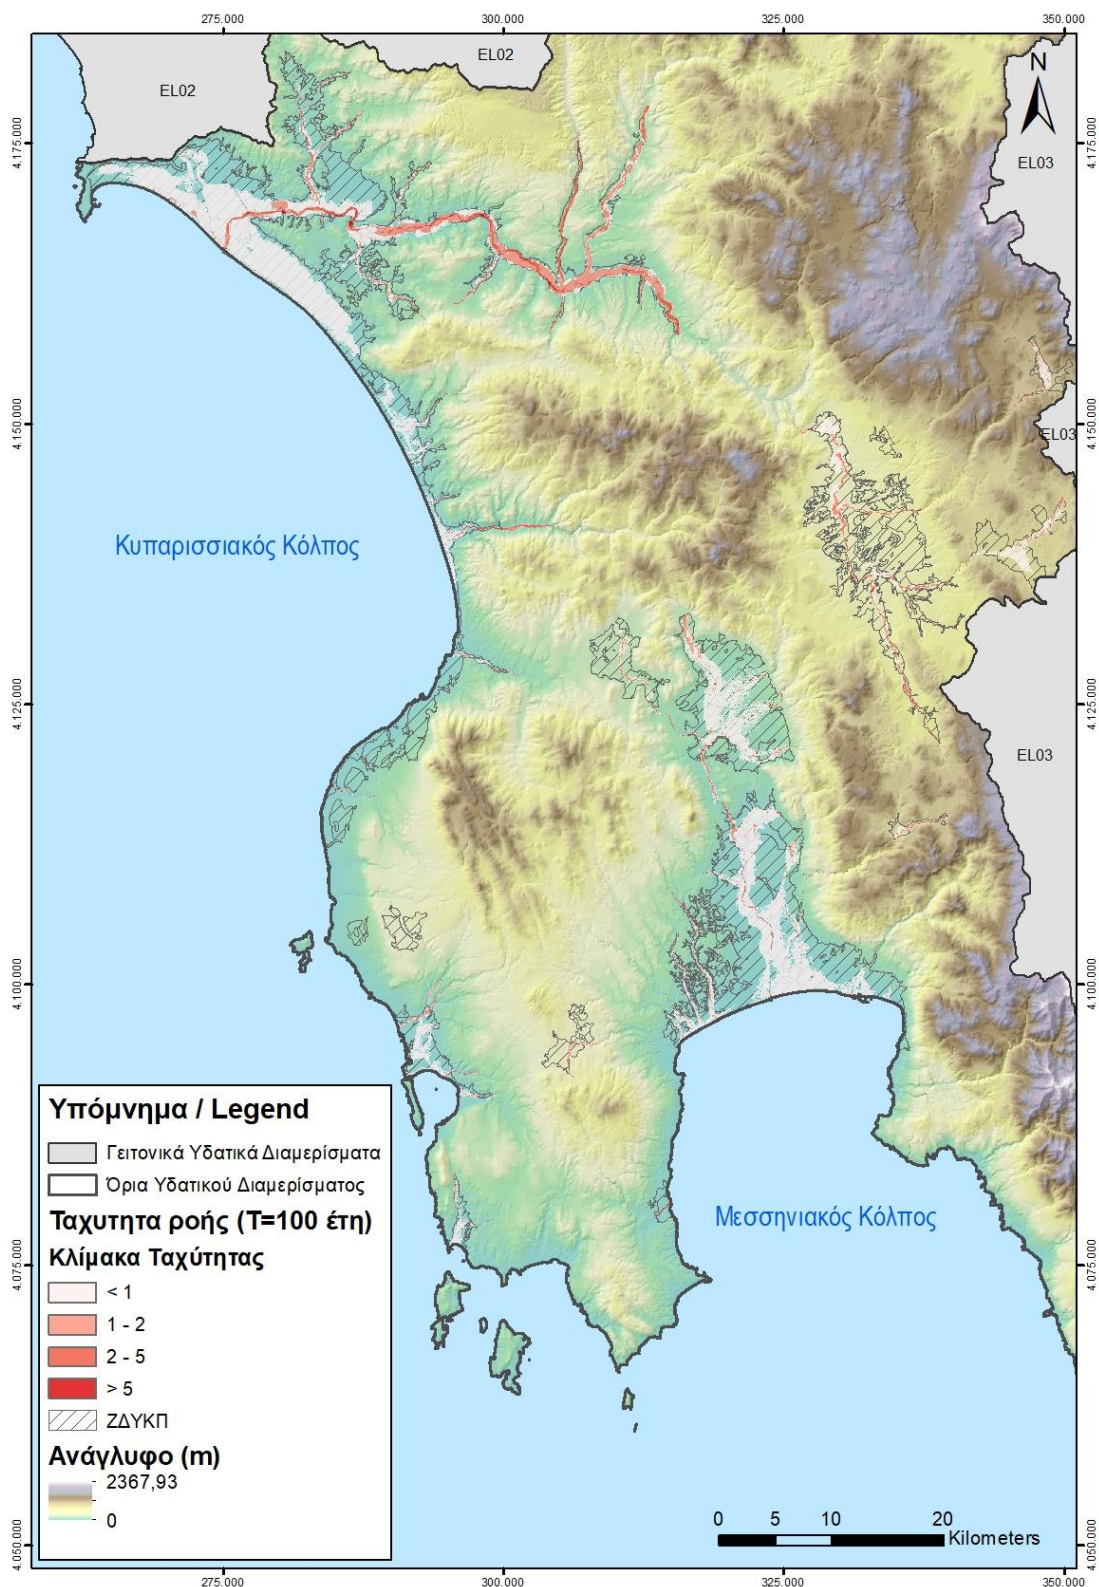 275.000 300.000 325.000 350.000
EL02
EL02
N
4.175.000 4.175.000
EL03
4.150.000 4.150.000
EL03
Κυπαρισσιακός Κόλπος
4.125.000 4.125.000
EL03
4.100.000 4.100.000
Υπόμνημα / Legend
Γειτονικά Υδατικά Διαμερίσματα
Όρια Υδατικού Διαμερίσματος
Ταχυτητα ροής (T=100 έτη)
Κλίμακα Ταχύτητας
< 1
1 - 2
2 - 5
> 5
ΖΔΥΚΠ
Ανάγλυφο (m)
2367,93
0
Μεσσηνιακός Κόλπος
4.075.000 4.075.000
0 5 10 20
Kilometers
4.050.000 4.050.000
275.000 300.000 325.000 350.000